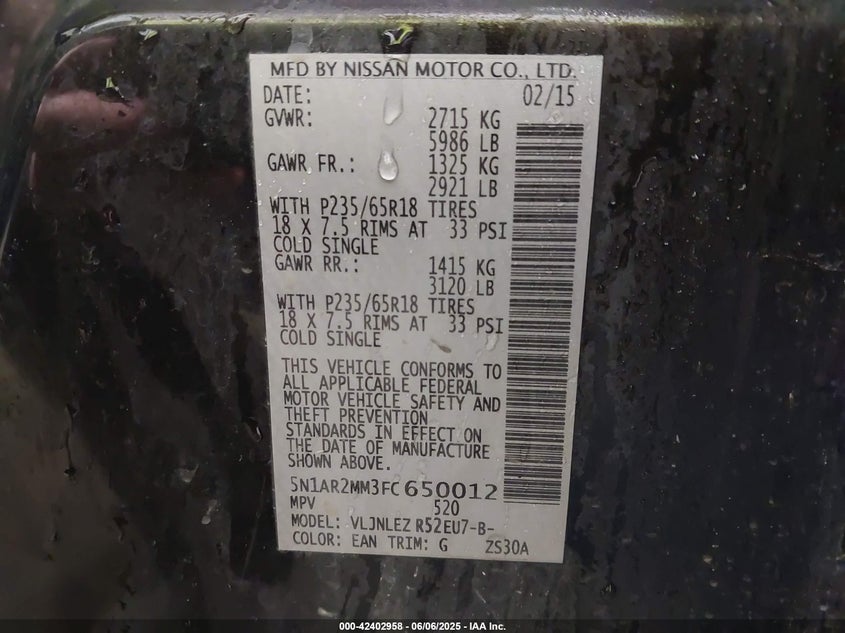 MFD BY NISSAN MOTOR CO., LTD.
DATE: 02/15
GVWR: 2715 KG
5986 LB
GAWR FR.: 1325 KG
2921 LB
WITH P235/65R18 TIRES
18 X 7.5 RIMS AT 33 PSI
COLD SINGLE
GAWR RR.: 1415 KG
3120 LB
WITH P235/65R18 TIRES
18 X 7.5 RIMS AT 33 PSI
COLD SINGLE
THIS VEHICLE CONFORMS TO
ALL APPLICABLE FEDERAL
MOTOR VEHICLE SAFETY AND
THEFT PREVENTION
STANDARDS IN EFFECT ON
THE DATE OF MANUFACTURE
SHOWN ABOVE.
5N1AR2MM3FC650012
MPV 520
MODEL: VLJNLEZ R52EU7-B-
COLOR: EAN TRIM: G ZS30A
000-42402958 - 06/06/2025 - IAA Inc.